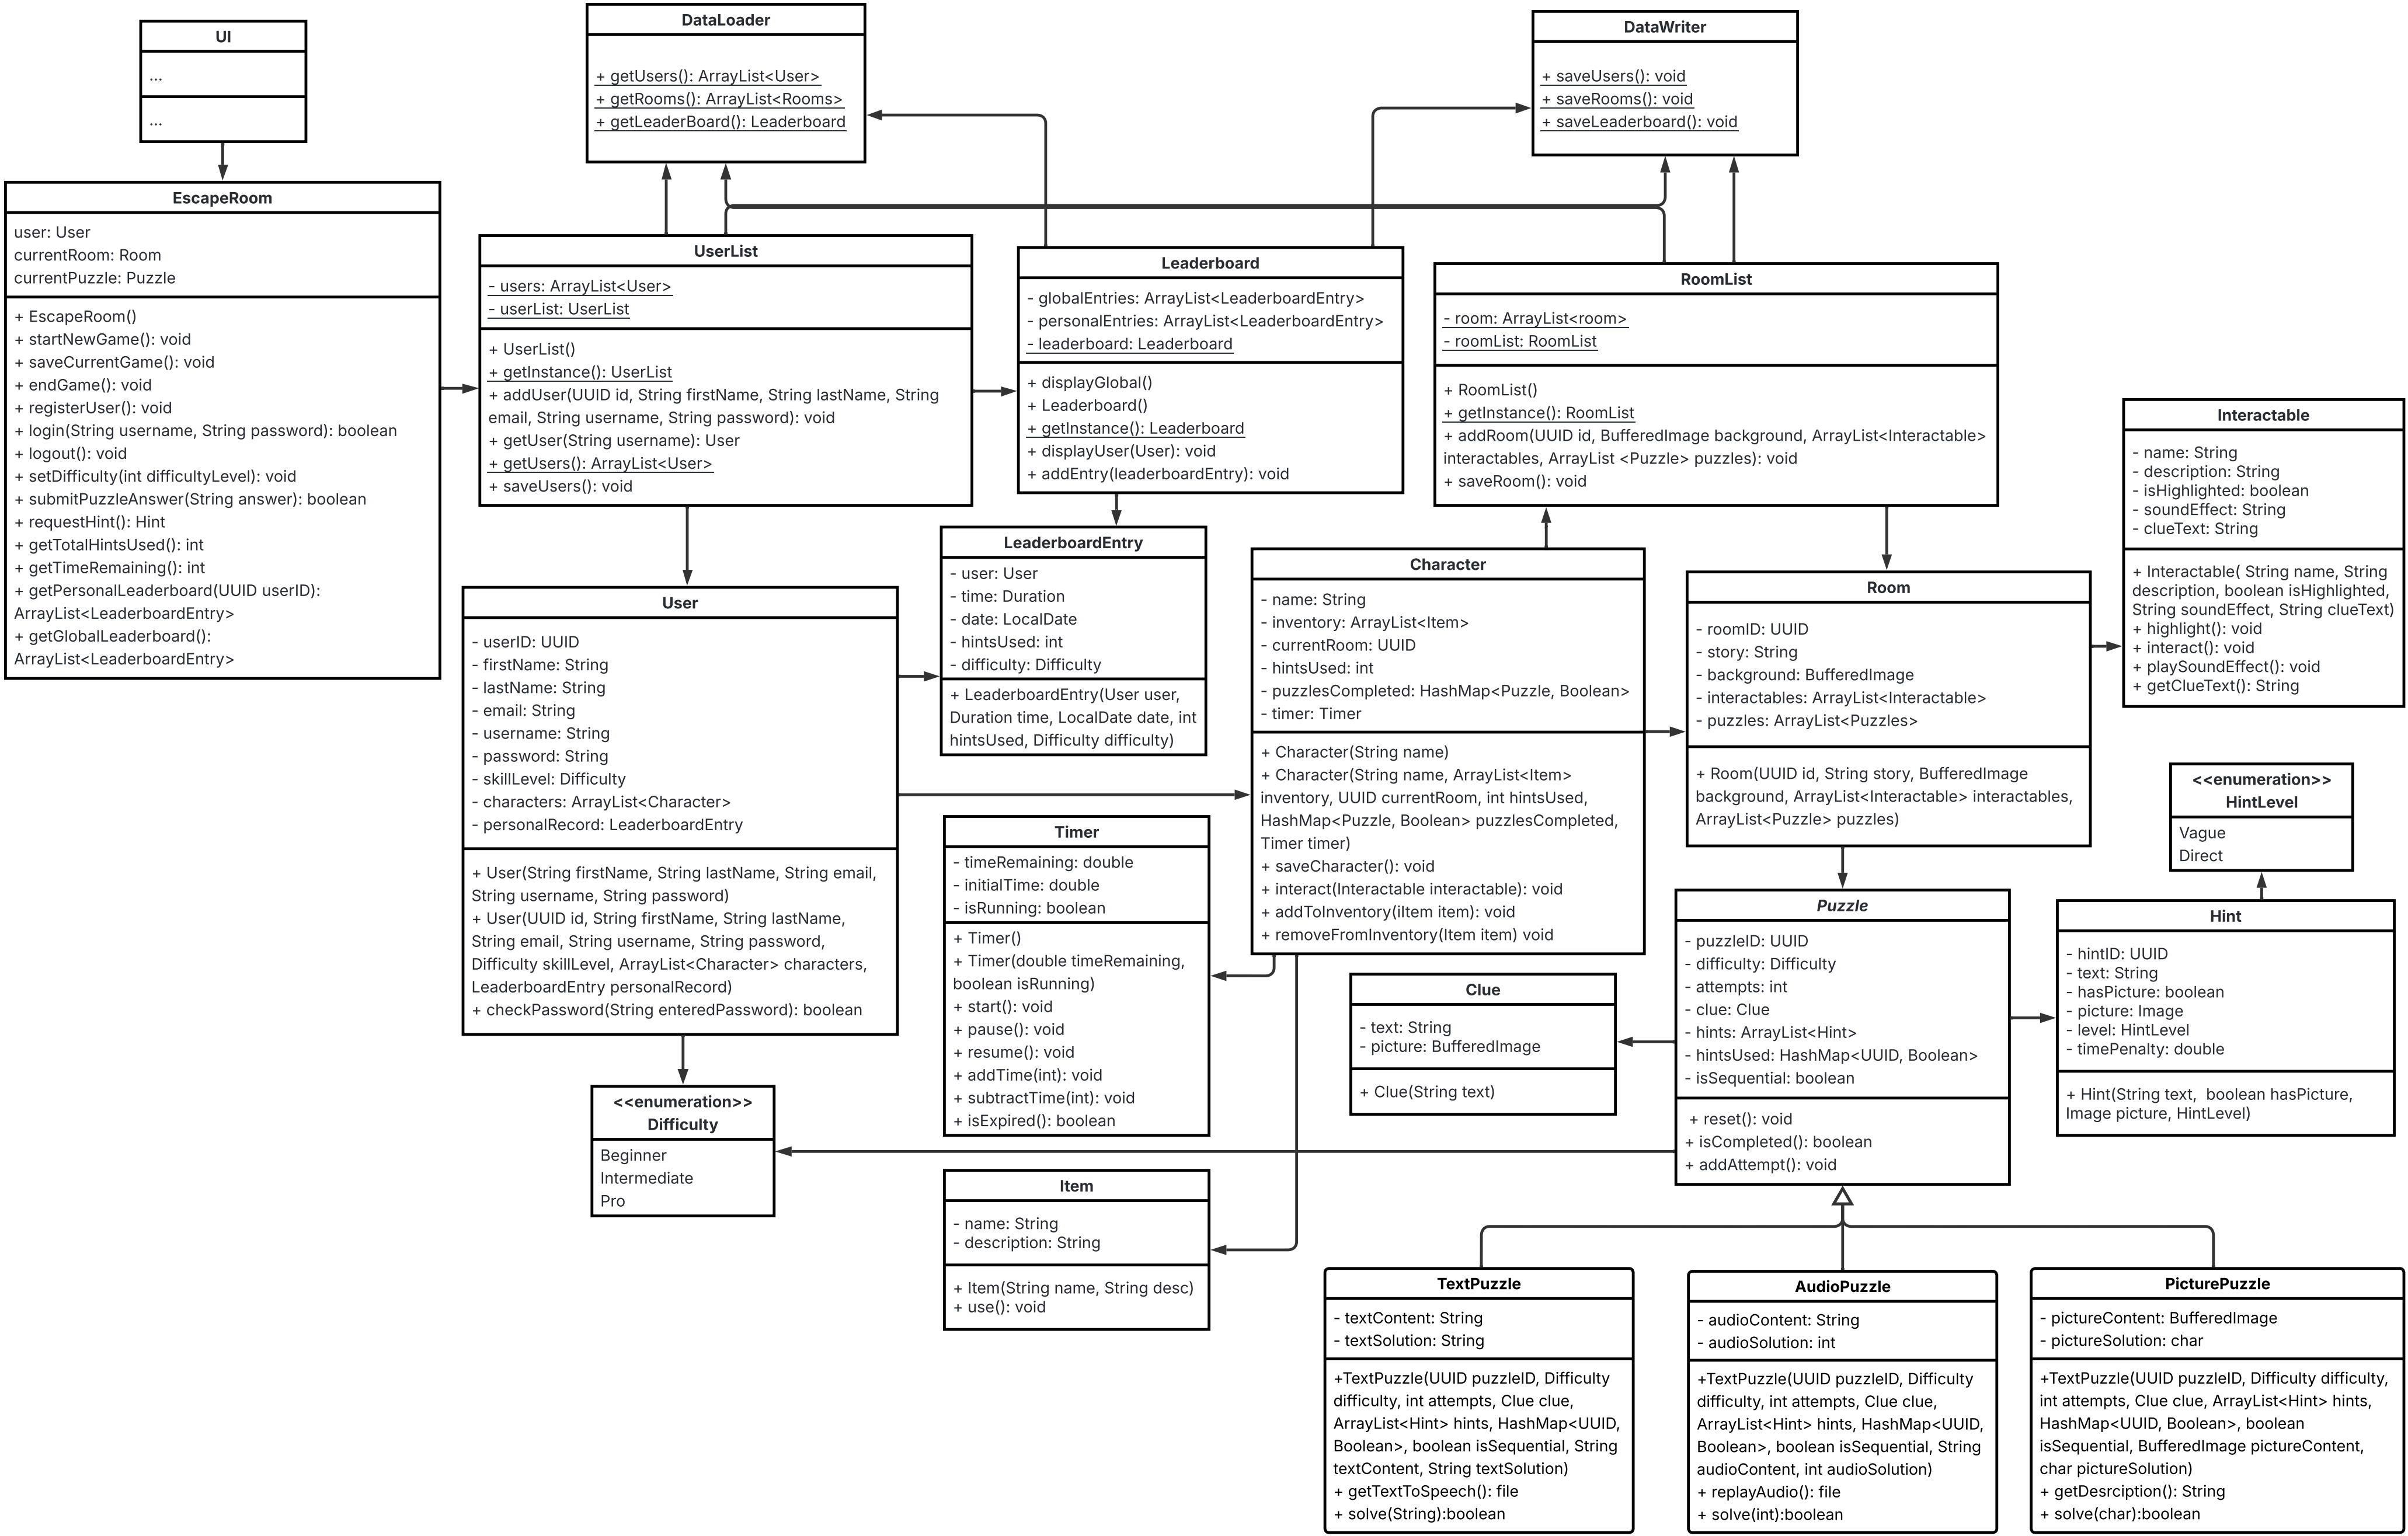 UI
...
...
DataLoader
+ getUsers(): ArrayList<User>
+ getRooms(): ArrayList<Rooms>
+ getLeaderBoard(): Leaderboard
DataWriter
+ saveUsers(): void
+ saveRooms(): void
+ saveLeaderboard(): void
EscapeRoom
user: User
currentRoom: Room
currentPuzzle: Puzzle
+ EscapeRoom()
+ startNewGame(): void
+ saveCurrentGame(): void
+ endGame(): void
+ registerUser(): void
+ login(String username, String password): boolean
+ logout(): void
+ setDifficulty(int difficultyLevel): void
+ submitPuzzleAnswer(String answer): boolean
+ requestHint(): Hint
+ getTotalHintsUsed(): int
+ getTimeRemaining(): int
+ getPersonalLeaderboard(UUID userID):
ArrayList<LeaderboardEntry>
+ getGlobalLeaderboard():
ArrayList<LeaderboardEntry>
UserList
- users: ArrayList<User>
- userList: UserList
+ UserList()
+ getInstance(): UserList
+ addUser(UUID id, String firstName, String lastName, String
email, String username, String password): void
+ getUser(String username): User
+ getUsers(): ArrayList<User>
+ saveUsers(): void
Leaderboard
- globalEntries: ArrayList<LeaderboardEntry>
- personalEntries: ArrayList<LeaderboardEntry>
- leaderboard: Leaderboard
+ displayGlobal()
+ Leaderboard()
+ getInstance(): Leaderboard
+ displayUser(User): void
+ addEntry(leaderboardEntry): void
RoomList
- room: ArrayList<room>
- roomList: RoomList
+ RoomList()
+ getInstance(): RoomList
+ addRoom(UUID id, BufferedImage background, ArrayList<Interactable>
interactables, ArrayList <Puzzle> puzzles): void
+ saveRoom(): void
Interactable
- name: String
- description: String
- isHighlighted: boolean
- soundEffect: String
- clueText: String
+ Interactable( String name, String
description, boolean isHighlighted,
String soundEffect, String clueText)
+ highlight(): void
+ interact(): void
+ playSoundEffect(): void
+ getClueText(): String
LeaderboardEntry
- user: User
- time: Duration
- date: LocalDate
- hintsUsed: int
- difficulty: Difficulty
+ LeaderboardEntry(User user,
Duration time, LocalDate date, int
hintsUsed, Difficulty difficulty)
User
- userID: UUID
- firstName: String
- lastName: String
- email: String
- username: String
- password: String
- skillLevel: Difficulty
- characters: ArrayList<Character>
- personalRecord: LeaderboardEntry
+ User(String firstName, String lastName, String email,
String username, String password)
+ User(UUID id, String firstName, String lastName,
String email, String username, String password,
Difficulty skillLevel, ArrayList<Character> characters,
LeaderboardEntry personalRecord)
+ checkPassword(String enteredPassword): boolean
Character
- name: String
- inventory: ArrayList<Item>
- currentRoom: UUID
- hintsUsed: int
- puzzlesCompleted: HashMap<Puzzle, Boolean>
- timer: Timer
+ Character(String name)
+ Character(String name, ArrayList<Item>
inventory, UUID currentRoom, int hintsUsed,
HashMap<Puzzle, Boolean> puzzlesCompleted,
Timer timer)
+ saveCharacter(): void
+ interact(Interactable interactable): void
+ addToInventory(iItem item): void
+ removeFromInventory(Item item) void
Room
- roomID: UUID
- story: String
- background: BufferedImage
- interactables: ArrayList<Interactable>
- puzzles: ArrayList<Puzzles>
+ Room(UUID id, String story, BufferedImage
background, ArrayList<Interactable> interactables,
ArrayList<Puzzle> puzzles)
<<enumeration>>
HintLevel
Vague
Direct
Timer
- timeRemaining: double
- initialTime: double
- isRunning: boolean
+ Timer()
+ Timer(double timeRemaining,
boolean isRunning)
+ start(): void
+ pause(): void
+ resume(): void
+ addTime(int): void
+ subtractTime(int): void
+ isExpired(): boolean
Puzzle
- puzzleID: UUID
- difficulty: Difficulty
- attempts: int
- clue: Clue
- hints: ArrayList<Hint>
- hintsUsed: HashMap<UUID, Boolean>
- isSequential: boolean
+ reset(): void
+ isCompleted(): boolean
+ addAttempt(): void
Hint
- hintID: UUID
- text: String
- hasPicture: boolean
- picture: Image
- level: HintLevel
- timePenalty: double
+ Hint(String text,  boolean hasPicture,
Image picture, HintLevel)
Clue
- text: String
- picture: BufferedImage
+ Clue(String text)
<<enumeration>>
Difficulty
Beginner
Intermediate
Pro
Item
- name: String
- description: String
+ Item(String name, String desc)
+ use(): void
TextPuzzle
- textContent: String
- textSolution: String
+TextPuzzle(UUID puzzleID, Difficulty
difficulty, int attempts, Clue clue,
ArrayList<Hint> hints, HashMap<UUID,
Boolean>, boolean isSequential, String
textContent, String textSolution)
+ getTextToSpeech(): file
+ solve(String):boolean
AudioPuzzle
- audioContent: String
- audioSolution: int
+TextPuzzle(UUID puzzleID, Difficulty
difficulty, int attempts, Clue clue,
ArrayList<Hint> hints, HashMap<UUID,
Boolean>, boolean isSequential, String
audioContent, int audioSolution)
+ replayAudio(): file
+ solve(int):boolean
PicturePuzzle
- pictureContent: BufferedImage
- pictureSolution: char
+TextPuzzle(UUID puzzleID, Difficulty difficulty,
int attempts, Clue clue, ArrayList<Hint> hints,
HashMap<UUID, Boolean>, boolean
isSequential, BufferedImage pictureContent,
char pictureSolution)
+ getDesrciption(): String
+ solve(char):boolean